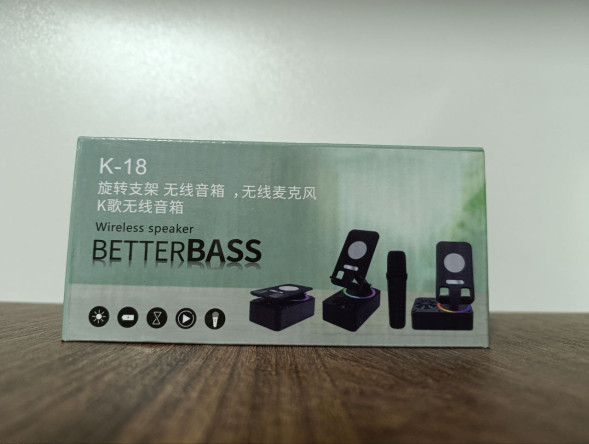 K-18
旋转支架 无线音箱 ，无线麦克风
K歌无线音箱
Wireless speaker
BETTERBASS